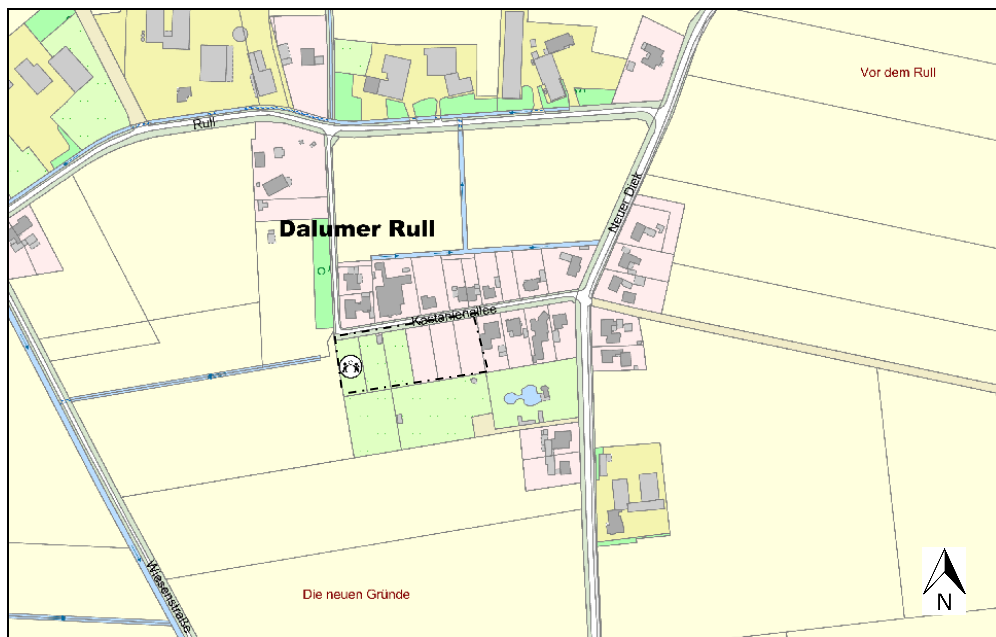 Vor dem Rull
Rull
Neuer Diek
Dalumer Rull
Kastanienallee
Wiesenstraße
Die neuen Gründe
N